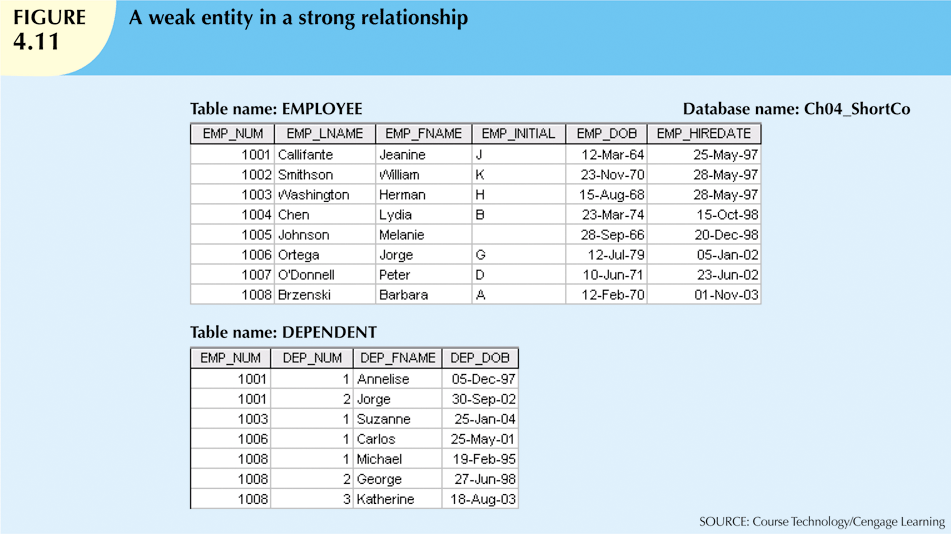 FIGURE 4.11
A weak entity in a strong relationship
Table name: EMPLOYEE Database name: Ch04_ShortCo
EMP_NUM EMP_LNAME EMP_FNAME EMP_INITIAL EMP_DOB EMP_HIREDATE
1001 Callifante Jeanine J 12-Mar-64 25-May-97
1002 Smithson William K 23-Nov-70 28-May-97
1003 Washington Herman H 15-Aug-68 28-May-97
1004 Chen Lydia B 23-Mar-74 15-Oct-98
1005 Johnson Melanie 28-Sep-66 20-Dec-98
1006 Ortega Jorge G 12-Jul-79 05-Jan-02
1007 O'Donnell Peter D 10-Jun-71 23-Jun-02
1008 Brzenski Barbara A 12-Feb-70 01-Nov-03
Table name: DEPENDENT
EMP_NUM DEP_NUM DEP_FNAME DEP_DOB
1001 1 Annelise 05-Dec-97
1001 2 Jorge 30-Sep-02
1003 1 Suzanne 25-Jan-04
1006 1 Carlos 25-May-01
1008 1 Michael 19-Feb-95
1008 2 George 27-Jun-98
1008 3 Katherine 18-Aug-03
SOURCE: Course Technology/Cengage Learning